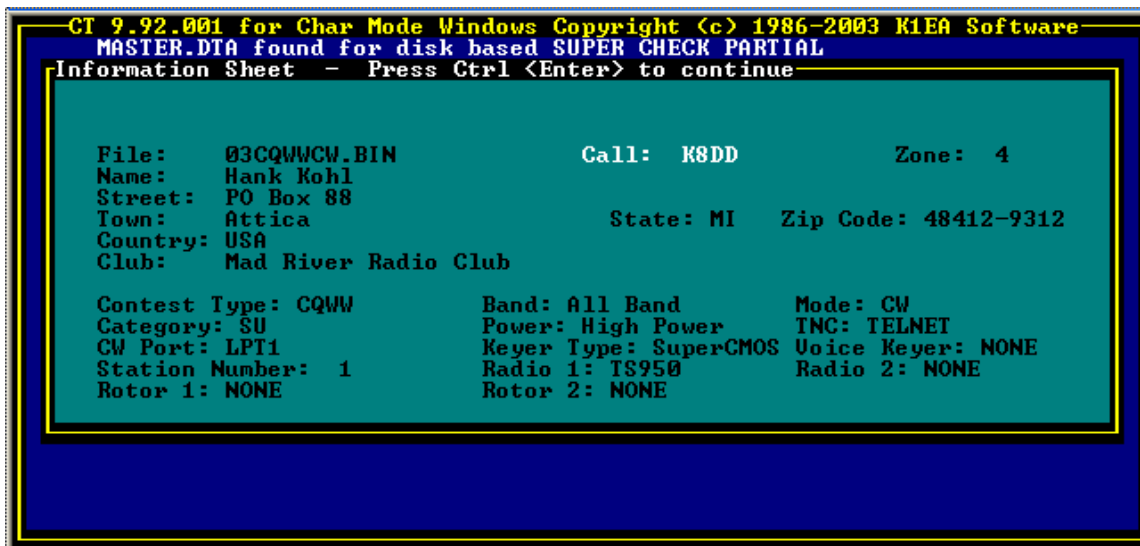 CT 9.92.001 for Char Mode Windows Copyright (c) 1986-2003 K1EA Software
MASTER.DTA found for disk based SUPER CHECK PARTIAL
Information Sheet - Press Ctrl <Enter> to continue
File: 03CQWWCW.BIN Call: K8DD Zone: 4
Name: Hank Kohl
Street: PO Box 88
Town: Attica State: MI Zip Code: 48412-9312
Country: USA
Club: Mad River Radio Club
Contest Type: CQWW Band: All Band Mode: CW
Category: SU Power: High Power TNC: TELNET
CW Port: LPT1 Keyer Type: SuperCMOS Voice Keyer: NONE
Station Number: 1 Radio 1: TS950 Radio 2: NONE
Rotor 1: NONE Rotor 2: NONE